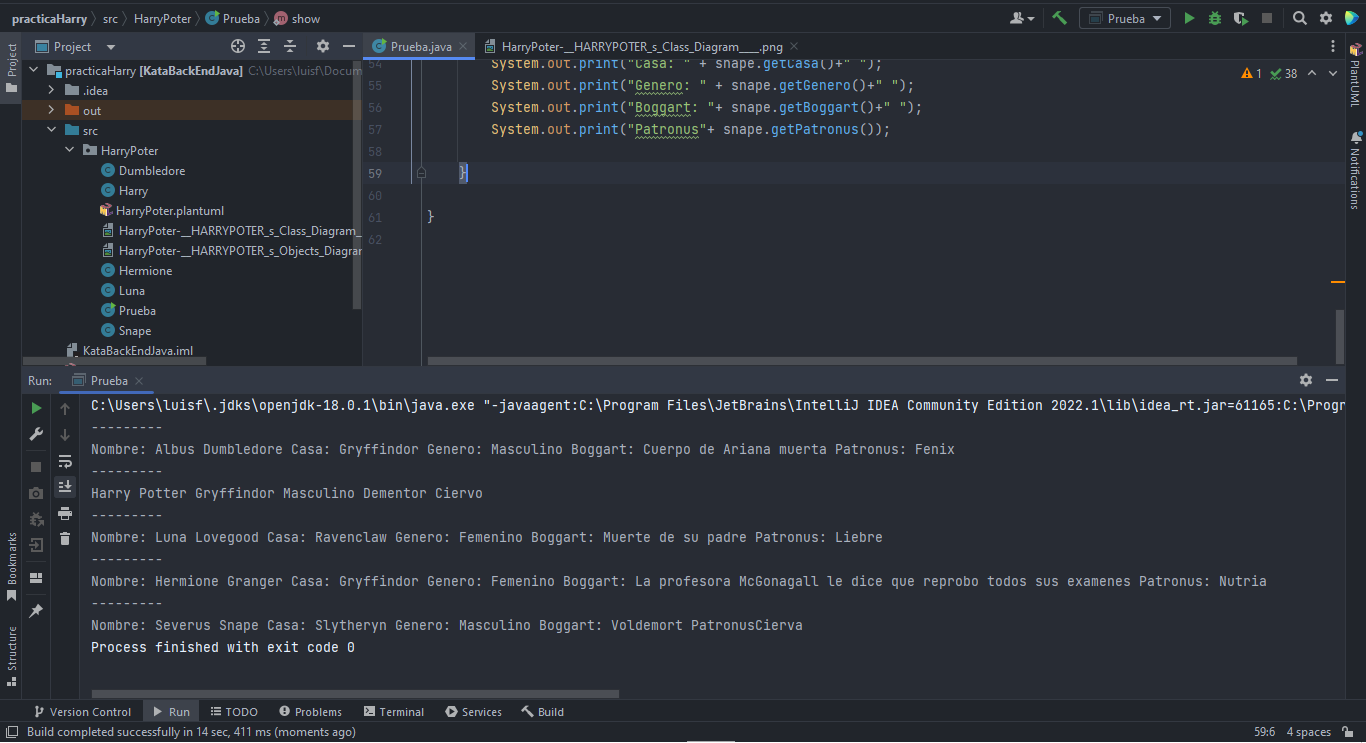 practicaHarry src HarryPoter Prueba show
Prueba
Project
Project
Prueba.java
HarryPoter-__HARRYPOTER_s_Class_Diagram____.png
practicaHarry [KataBackEndJava] C:\Users\luisf\Docum
.idea
out
src
HarryPoter
Dumbledore
Harry
HarryPoter.plantuml
HarryPoter-__HARRYPOTER_s_Class_Diagram_
HarryPoter-__HARRYPOTER_s_Objects_Diagra
Hermione
Luna
Prueba
Snape
KataBackEndJava.iml
54 System.out.print("Casa: " + snape.getCasa()+" ");
55 System.out.print("Genero: " + snape.getGenero()+" ");
56 System.out.print("Boggart: "+ snape.getBoggart()+" ");
57 System.out.print("Patronus"+ snape.getPatronus());
58
59 }
60
61 }
62
1 38
PlantUML
Notifications
Run: Prueba
C:\Users\luisf\.jdks\openjdk-18.0.1\bin\java.exe "-javaagent:C:\Program Files\JetBrains\IntelliJ IDEA Community Edition 2022.1\lib\idea_rt.jar=61165:C:\Progr
---------
Nombre: Albus Dumbledore Casa: Gryffindor Genero: Masculino Boggart: Cuerpo de Ariana muerta Patronus: Fenix
---------
Harry Potter Gryffindor Masculino Dementor Ciervo
---------
Nombre: Luna Lovegood Casa: Ravenclaw Genero: Femenino Boggart: Muerte de su padre Patronus: Liebre
---------
Nombre: Hermione Granger Casa: Gryffindor Genero: Femenino Boggart: La profesora McGonagall le dice que reprobo todos sus examenes Patronus: Nutria
---------
Nombre: Severus Snape Casa: Slytheryn Genero: Masculino Boggart: Voldemort PatronusCierva
Process finished with exit code 0
Bookmarks
Structure
Version Control Run TODO Problems Terminal Services Build
Build completed successfully in 14 sec, 411 ms (moments ago)
59:6 4 spaces